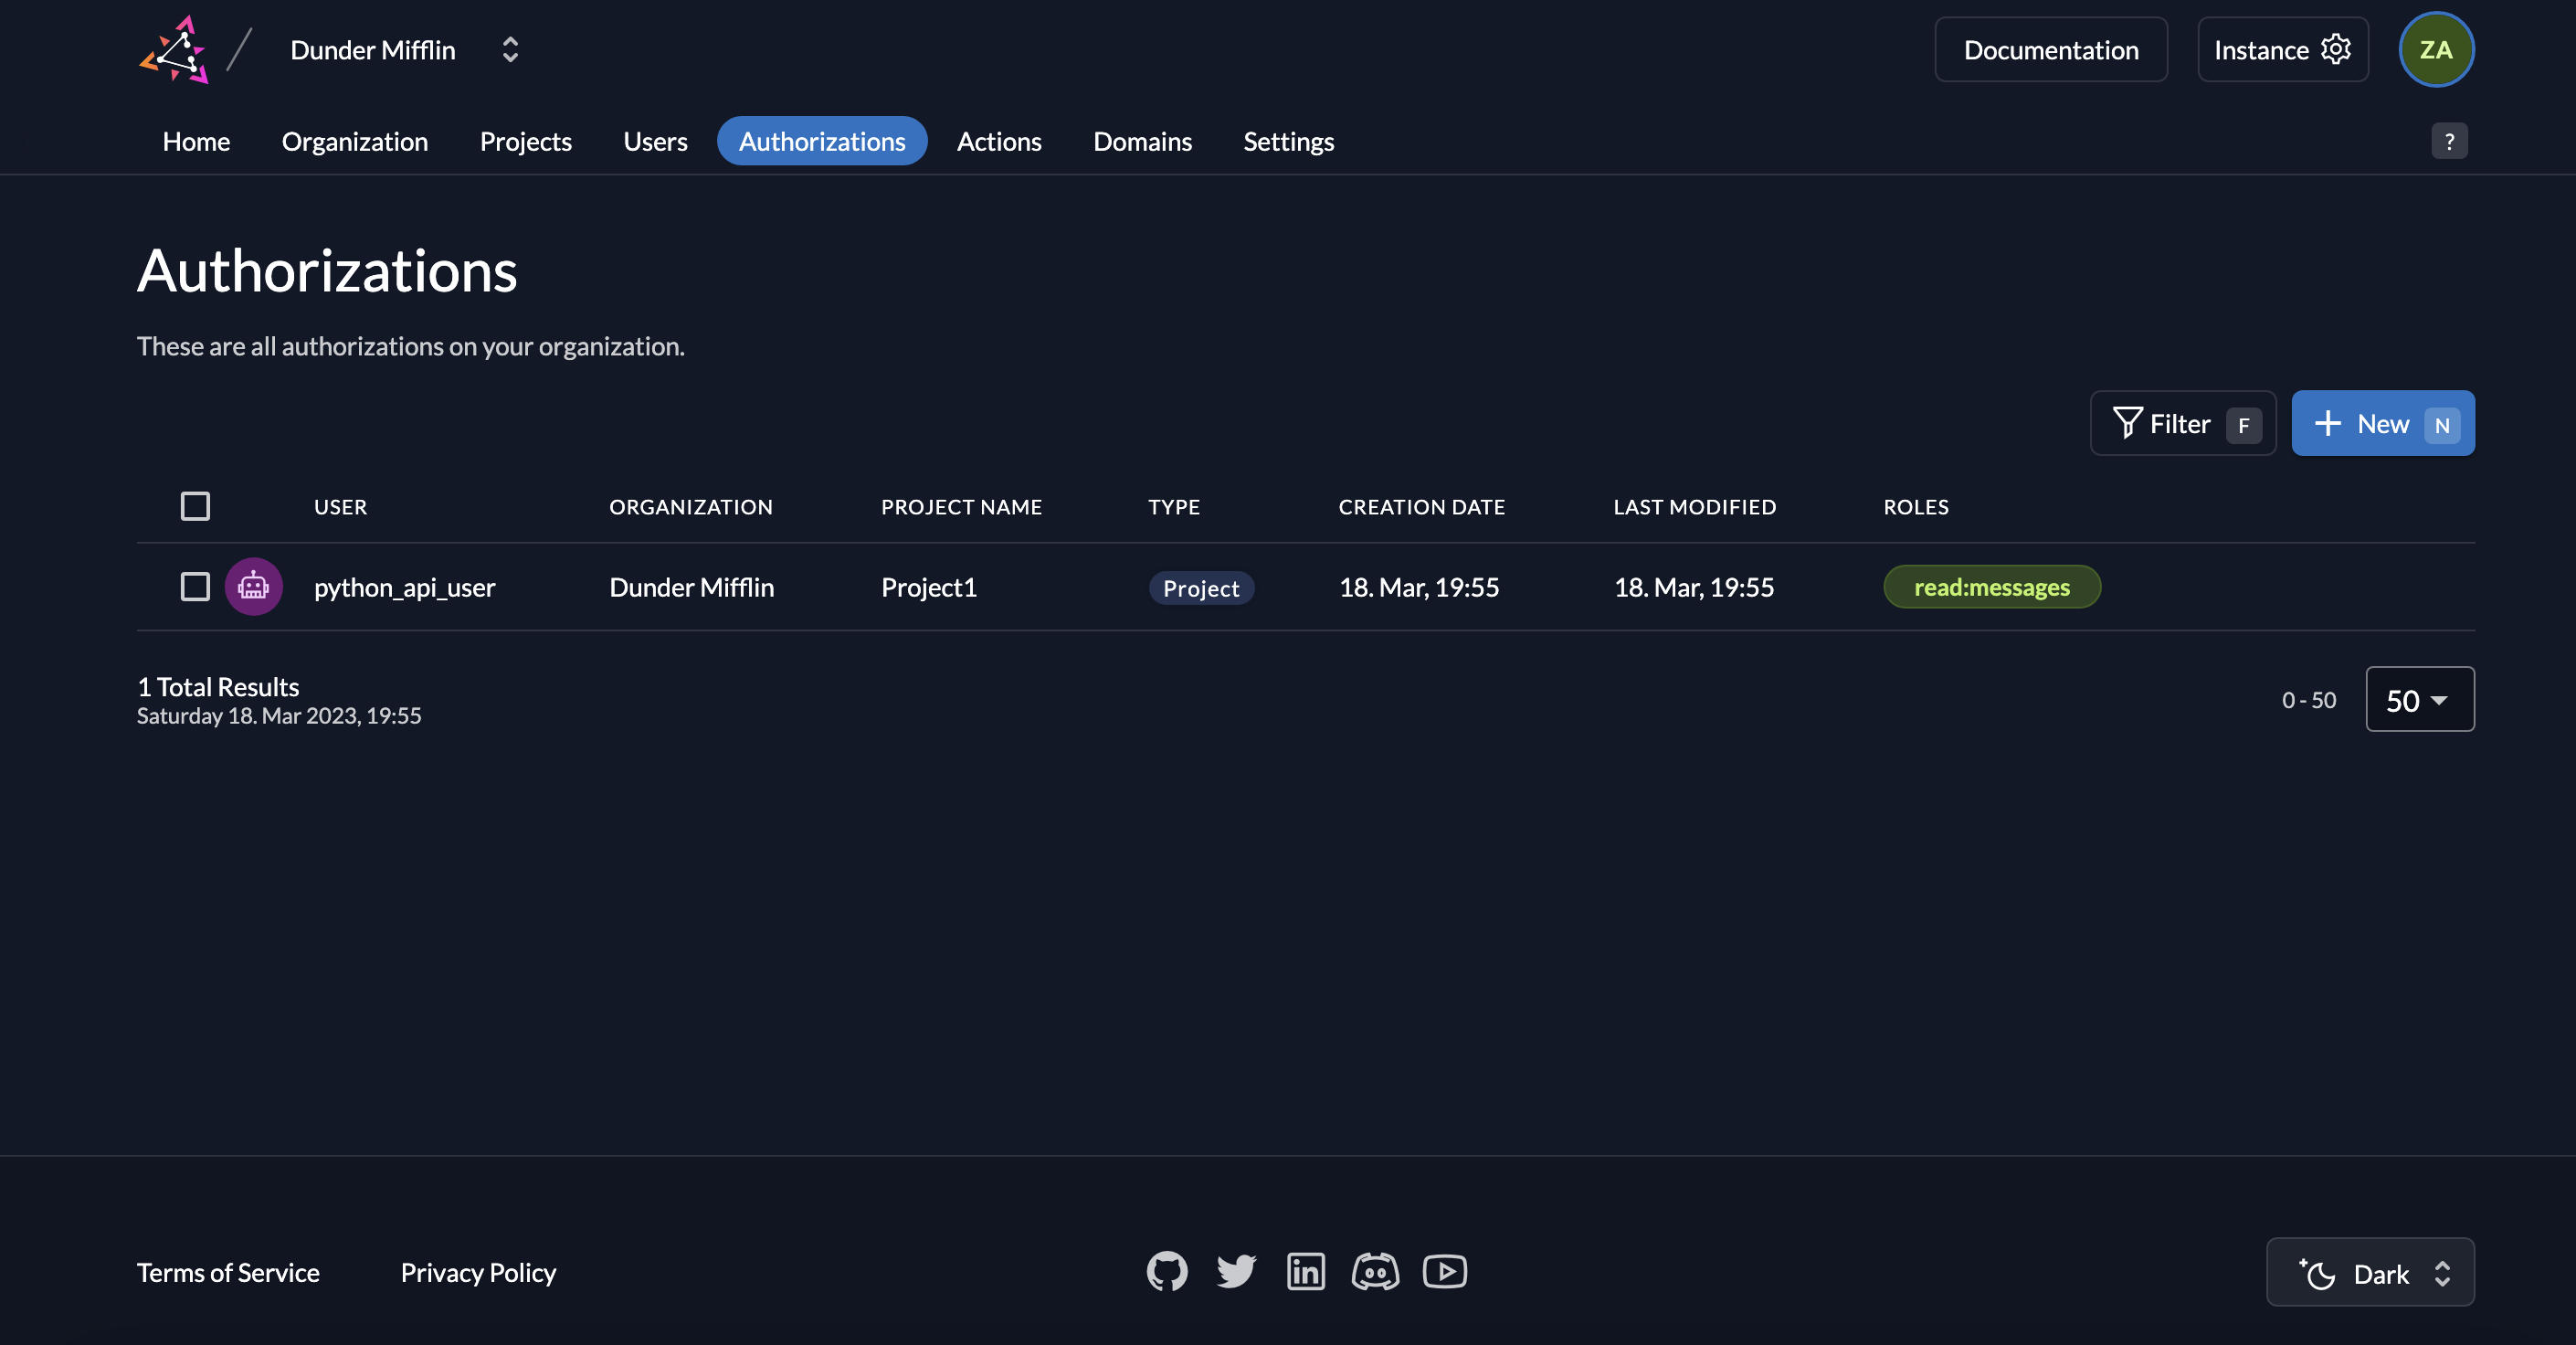 Dunder Mifflin
Documentation
Instance
ZA
Home Organization Projects Users Authorizations Actions Domains Settings ?
Authorizations
These are all authorizations on your organization.
Filter F
New N
USER ORGANIZATION PROJECT NAME TYPE CREATION DATE LAST MODIFIED ROLES
python_api_user Dunder Mifflin Project1 Project 18. Mar, 19:55 18. Mar, 19:55 read:messages
1 Total Results
Saturday 18. Mar 2023, 19:55
0 - 50
50
Terms of Service Privacy Policy
in
Dark